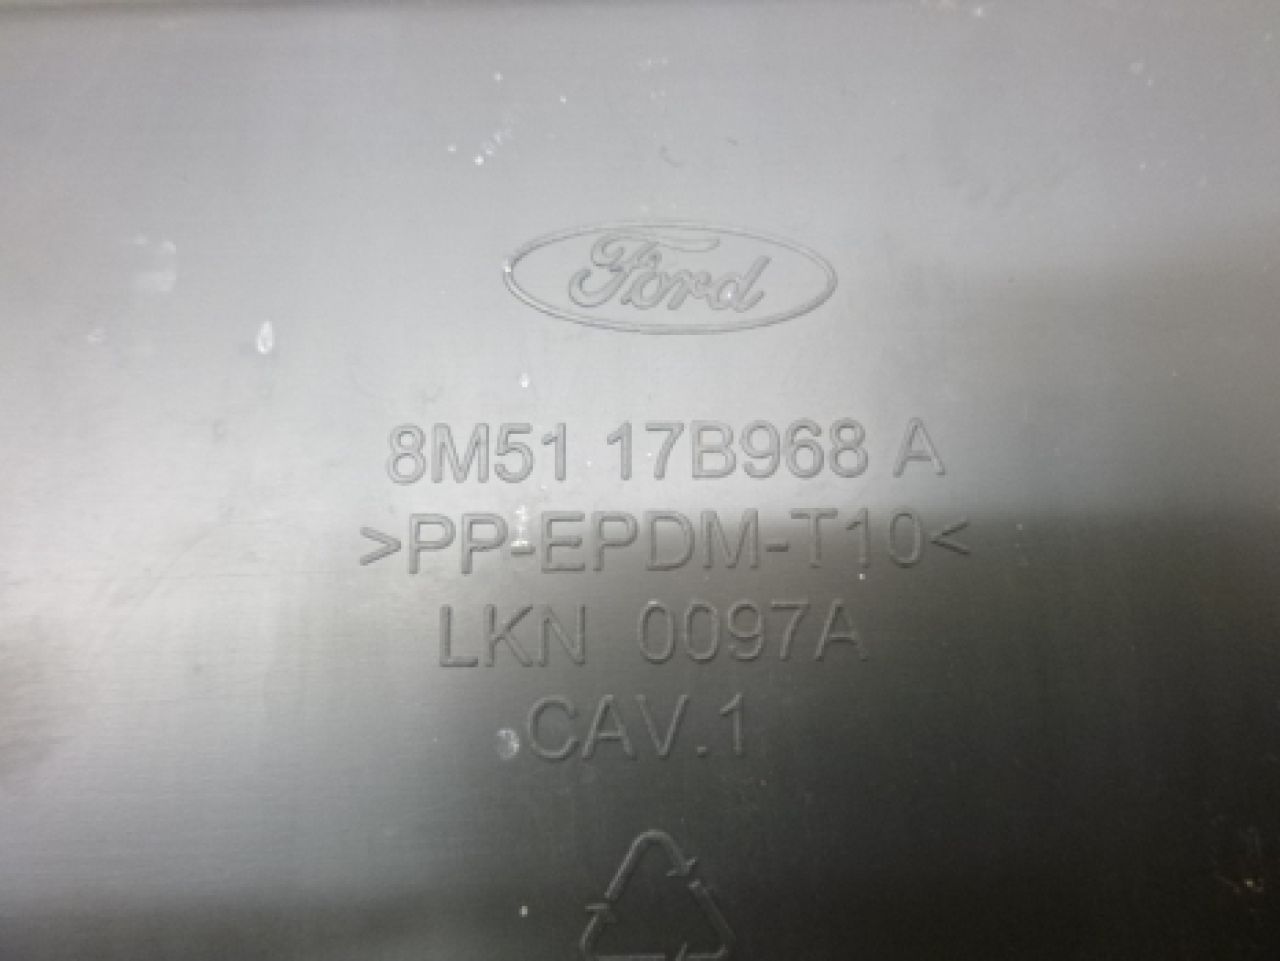 Ford
8M51 17B968 A
>PP-EPDM-T10<
LKN 0097A
CAV.1